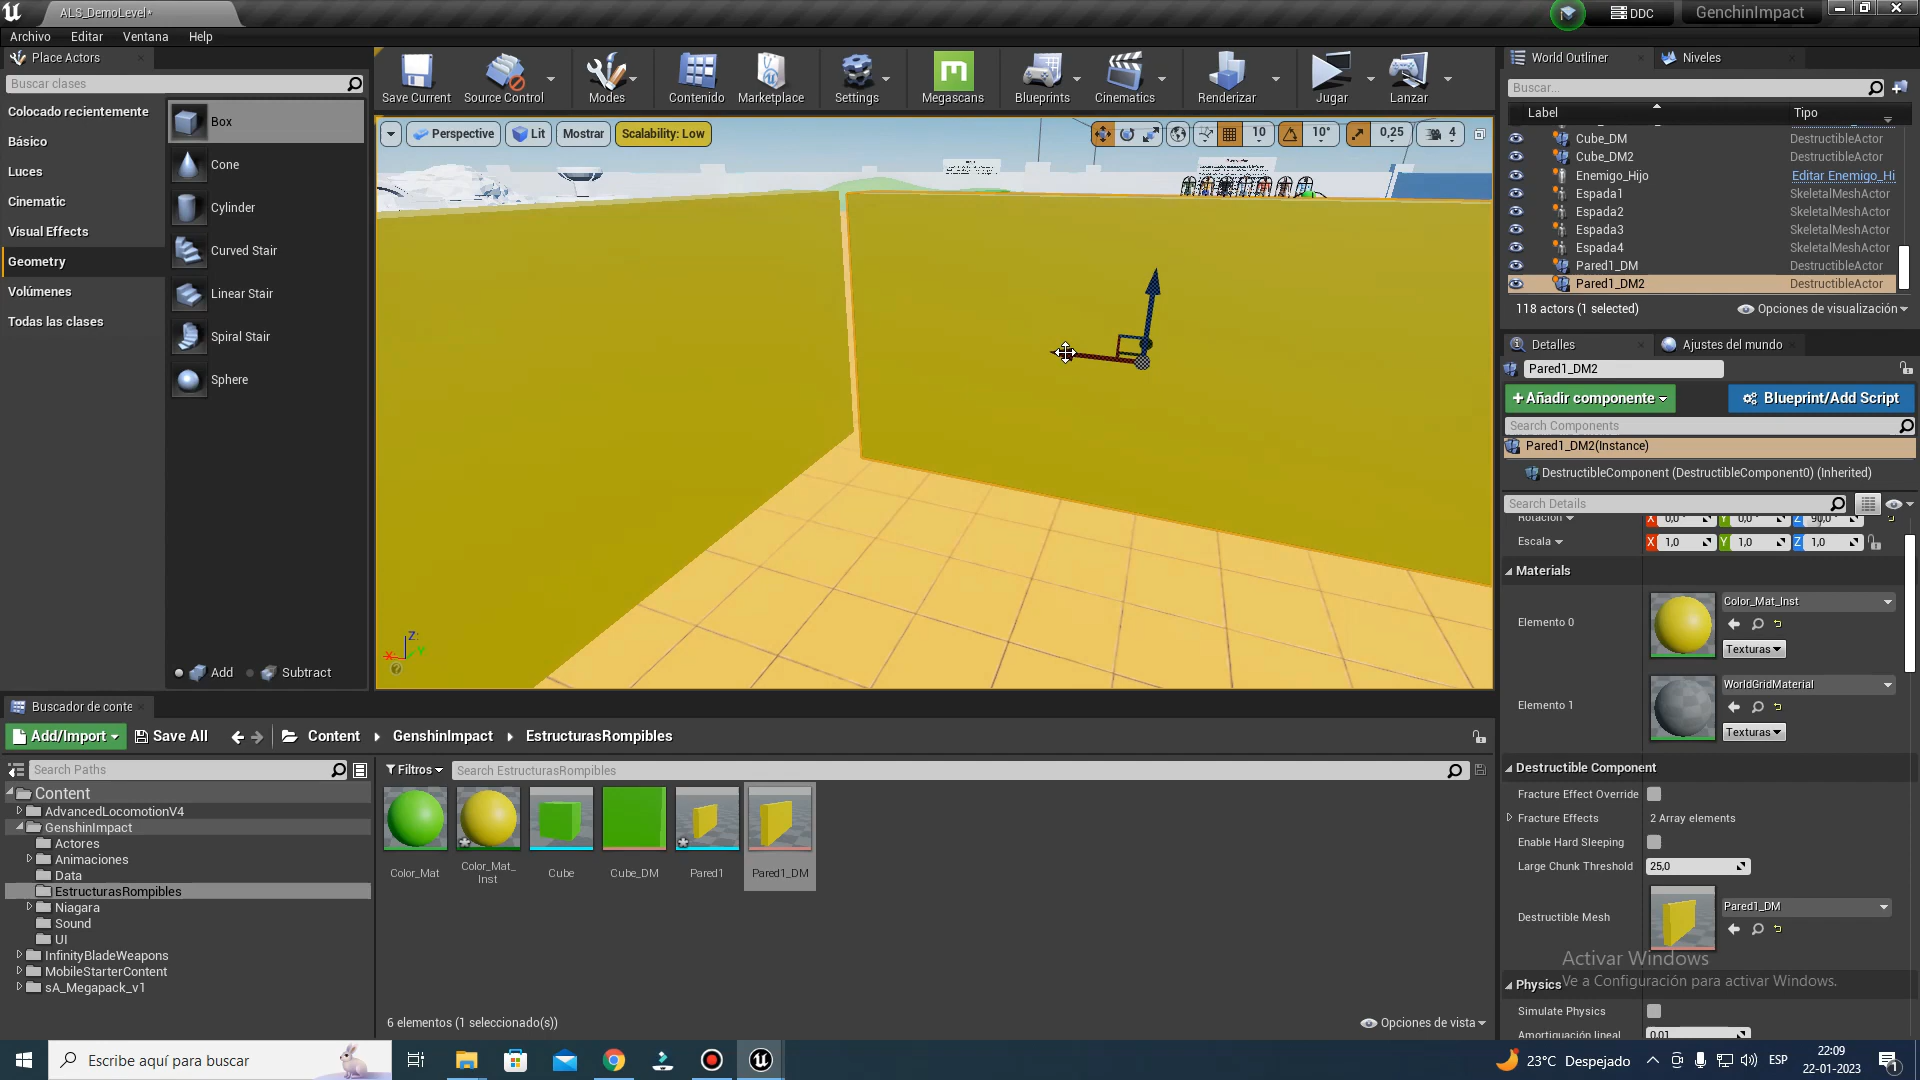 ALS_DemoLevel*
DDC
GenchinImpact
Archivo Editar Ventana Help
Place Actors
Buscar clases
Colocado recientemente
Básico
Luces
Cinematic
Visual Effects
Geometry
Volúmenes
Todas las clases
Box
Cone
Cylinder
Curved Stair
Linear Stair
Spiral Stair
Sphere
Add Subtract
Save Current
Source Control
Modes
Contenido
Marketplace
Settings
Megascans
Blueprints
Cinematics
Renderizar
Jugar
Lanzar
Perspective Lit Mostrar Scalability: Low
10 10° 0,25 4
Z
X
Y
World Outliner Niveles
Buscar...
Label Tipo
Cube_DM DestructibleActor
Cube_DM2 DestructibleActor
Enemigo_Hijo Editar Enemigo_Hi
Espada1 SkeletalMeshActor
Espada2 SkeletalMeshActor
Espada3 SkeletalMeshActor
Espada4 SkeletalMeshActor
Pared1_DM DestructibleActor
Pared1_DM2 DestructibleActor
118 actors (1 selected) Opciones de visualización
Detalles Ajustes del mundo
Pared1_DM2
+Añadir componente Blueprint/Add Script
Search Components
Pared1_DM2(Instance)
DestructibleComponent (DestructibleComponent0) (Inherited)
Search Details
Rotación X 0,0° Y 0,0° Z 90,0°
Escala X 1,0 Y 1,0 Z 1,0
Materials
Elemento 0
Color_Mat_Inst
Texturas
Elemento 1
WorldGridMaterial
Texturas
Destructible Component
Fracture Effect Override
Fracture Effects 2 Array elements
Enable Hard Sleeping
Large Chunk Threshold 25,0
Destructible Mesh
Pared1_DM
Activar Windows
Ve a Configuración para activar Windows.
Physics
Simulate Physics
Amortiguación lineal 0,01
Buscador de conte
Add/Import Save All Content GenshinImpact EstructurasRompibles
Search Paths
Filtros Search EstructurasRompibles
Content
AdvancedLocomotionV4
GenshinImpact
Actores
Animaciones
Data
EstructurasRompibles
Niagara
Sound
UI
InfinityBladeWeapons
MobileStarterContent
sA_Megapack_v1
Color_Mat
Color_Mat_
Inst
Cube
Cube_DM
Pared1
Pared1_DM
6 elementos (1 seleccionado(s))
Opciones de vista
Escribe aquí para buscar
23°C Despejado
ESP
22:09
22-01-2023
1